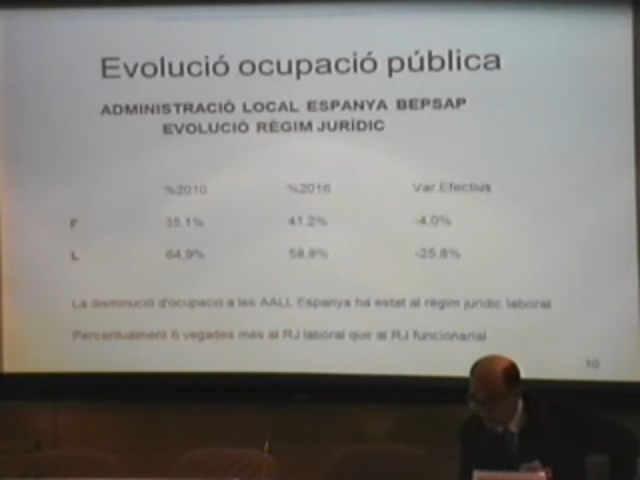 Evolució ocupació pública
ADMINISTRACIÓ LOCAL ESPANYA BEPSAP
EVOLUCIÓ RÈGIM JURÍDIC
%2010 %2016 Var Efectius
F 35,1% 41,2% -4,0%
L 64,9% 58,8% -25,8%
La disminució d'ocupació a les AALL Espanya ha estat al règim jurídic laboral
Percentualment 6 vegades més al RJ laboral que al RJ funcionarial
10